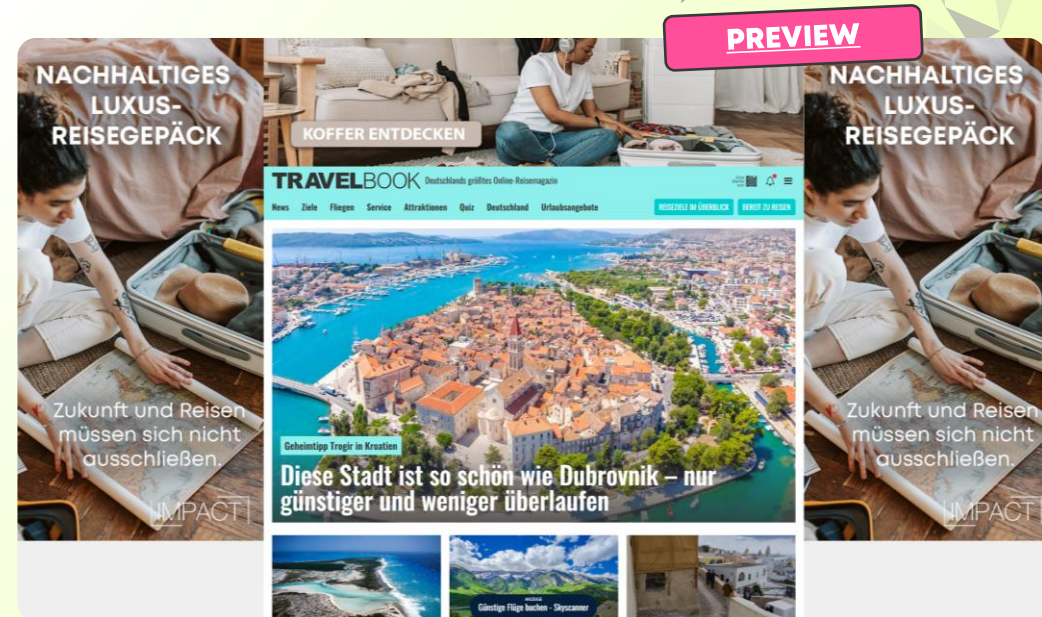 PREVIEW
NACHHALTIGES
LUXUS-
REISEGEPÄCK
Zukunft und Reisen
müssen sich nicht
ausschließen.
IMPACT
KOFFER ENTDECKEN
TRAVELBOOK Deutschlands größtes Online-Reisemagazin
News Ziele Fliegen Service Attraktionen Quiz Deutschland Urlaubsangebote REISEZIELE IM ÜBERBLICK BEREIT ZU REISEN
Geheimtipp Trogir in Kroatien
Diese Stadt ist so schön wie Dubrovnik – nur
günstiger und weniger überlaufen
ANZEIGE
Günstige Flüge buchen - Skyscanner
NACHHALTIGES
LUXUS-
REISEGEPÄCK
Zukunft und Reisen
müssen sich nicht
ausschließen.
IMPACT